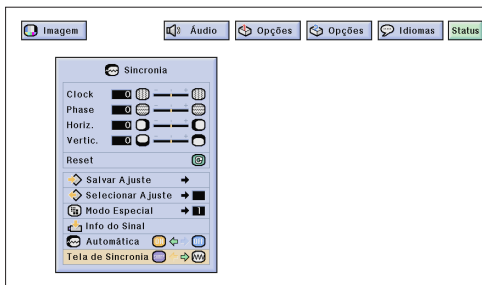 Imagem
Áudio
Opções
Opções
Idiomas
Status
Sincronia
Clock 0
Phase 0
Horiz. 0
Vertic. 0
Reset
Salvar Ajuste
Selecionar Ajuste
Modo Especial 1
Info do Sinal
Automática
Tela de Sincronia